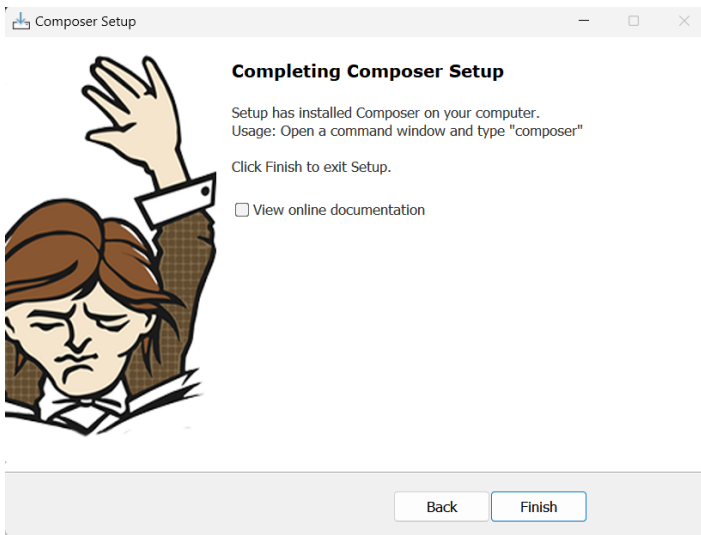 Composer Setup
Completing Composer Setup
Setup has installed Composer on your computer.
Usage: Open a command window and type "composer"
Click Finish to exit Setup.
View online documentation
Back
Finish